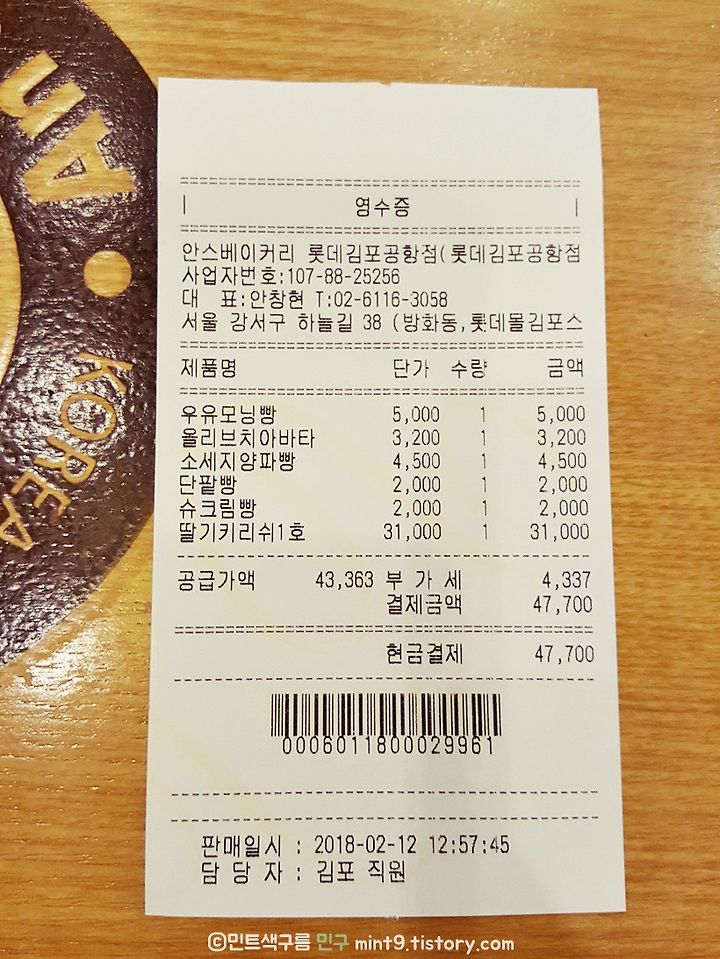 An
KOREA
영수증
안스베이커리 롯데김포공항점(롯데김포공항점
사업자번호:107-88-25256
대 표:안창현 T:02-6116-3058
서울 강서구 하늘길 38 (방화동,롯데몰김포스
제품명 단가 수량 금액
우유모닝빵 5,000 1 5,000
올리브치아바타 3,200 1 3,200
소세지양파빵 4,500 1 4,500
단팥빵 2,000 1 2,000
슈크림빵 2,000 1 2,000
딸기키리쉬1호 31,000 1 31,000
공급가액 43,363 부 가 세 4,337
결제금액 47,700
현금결제 47,700
0006011800029961
판매일시 : 2018-02-12 12:57:45
담 당 자 : 김포 직원
©민트색구름 민구 mint9.tistory.com